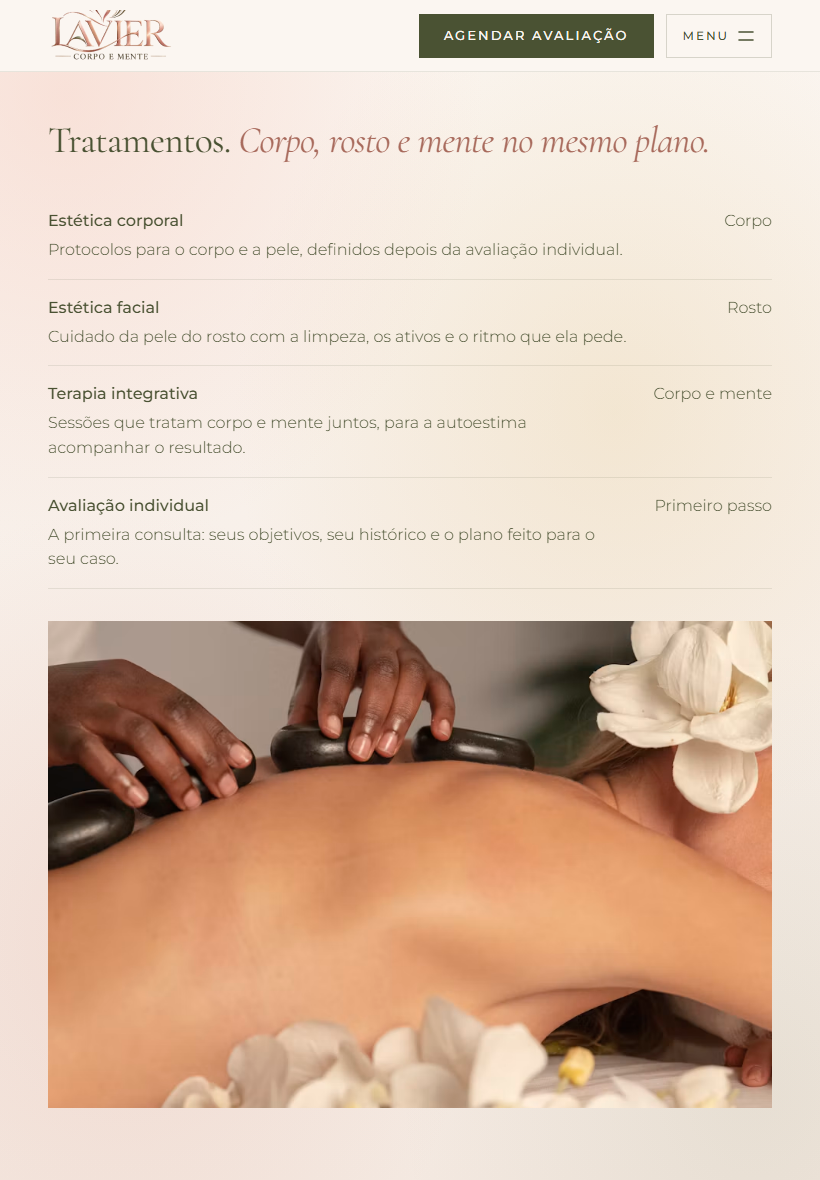 LAVIER
CORPO E MENTE
AGENDAR AVALIAÇÃO
MENU
Tratamentos. Corpo, rosto e mente no mesmo plano.
Estética corporal
Corpo
Protocolos para o corpo e a pele, definidos depois da avaliação individual.
Estética facial
Rosto
Cuidado da pele do rosto com a limpeza, os ativos e o ritmo que ela pede.
Terapia integrativa
Corpo e mente
Sessões que tratam corpo e mente juntos, para a autoestima
acompanhar o resultado.
Avaliação individual
Primeiro passo
A primeira consulta: seus objetivos, seu histórico e o plano feito para o
seu caso.